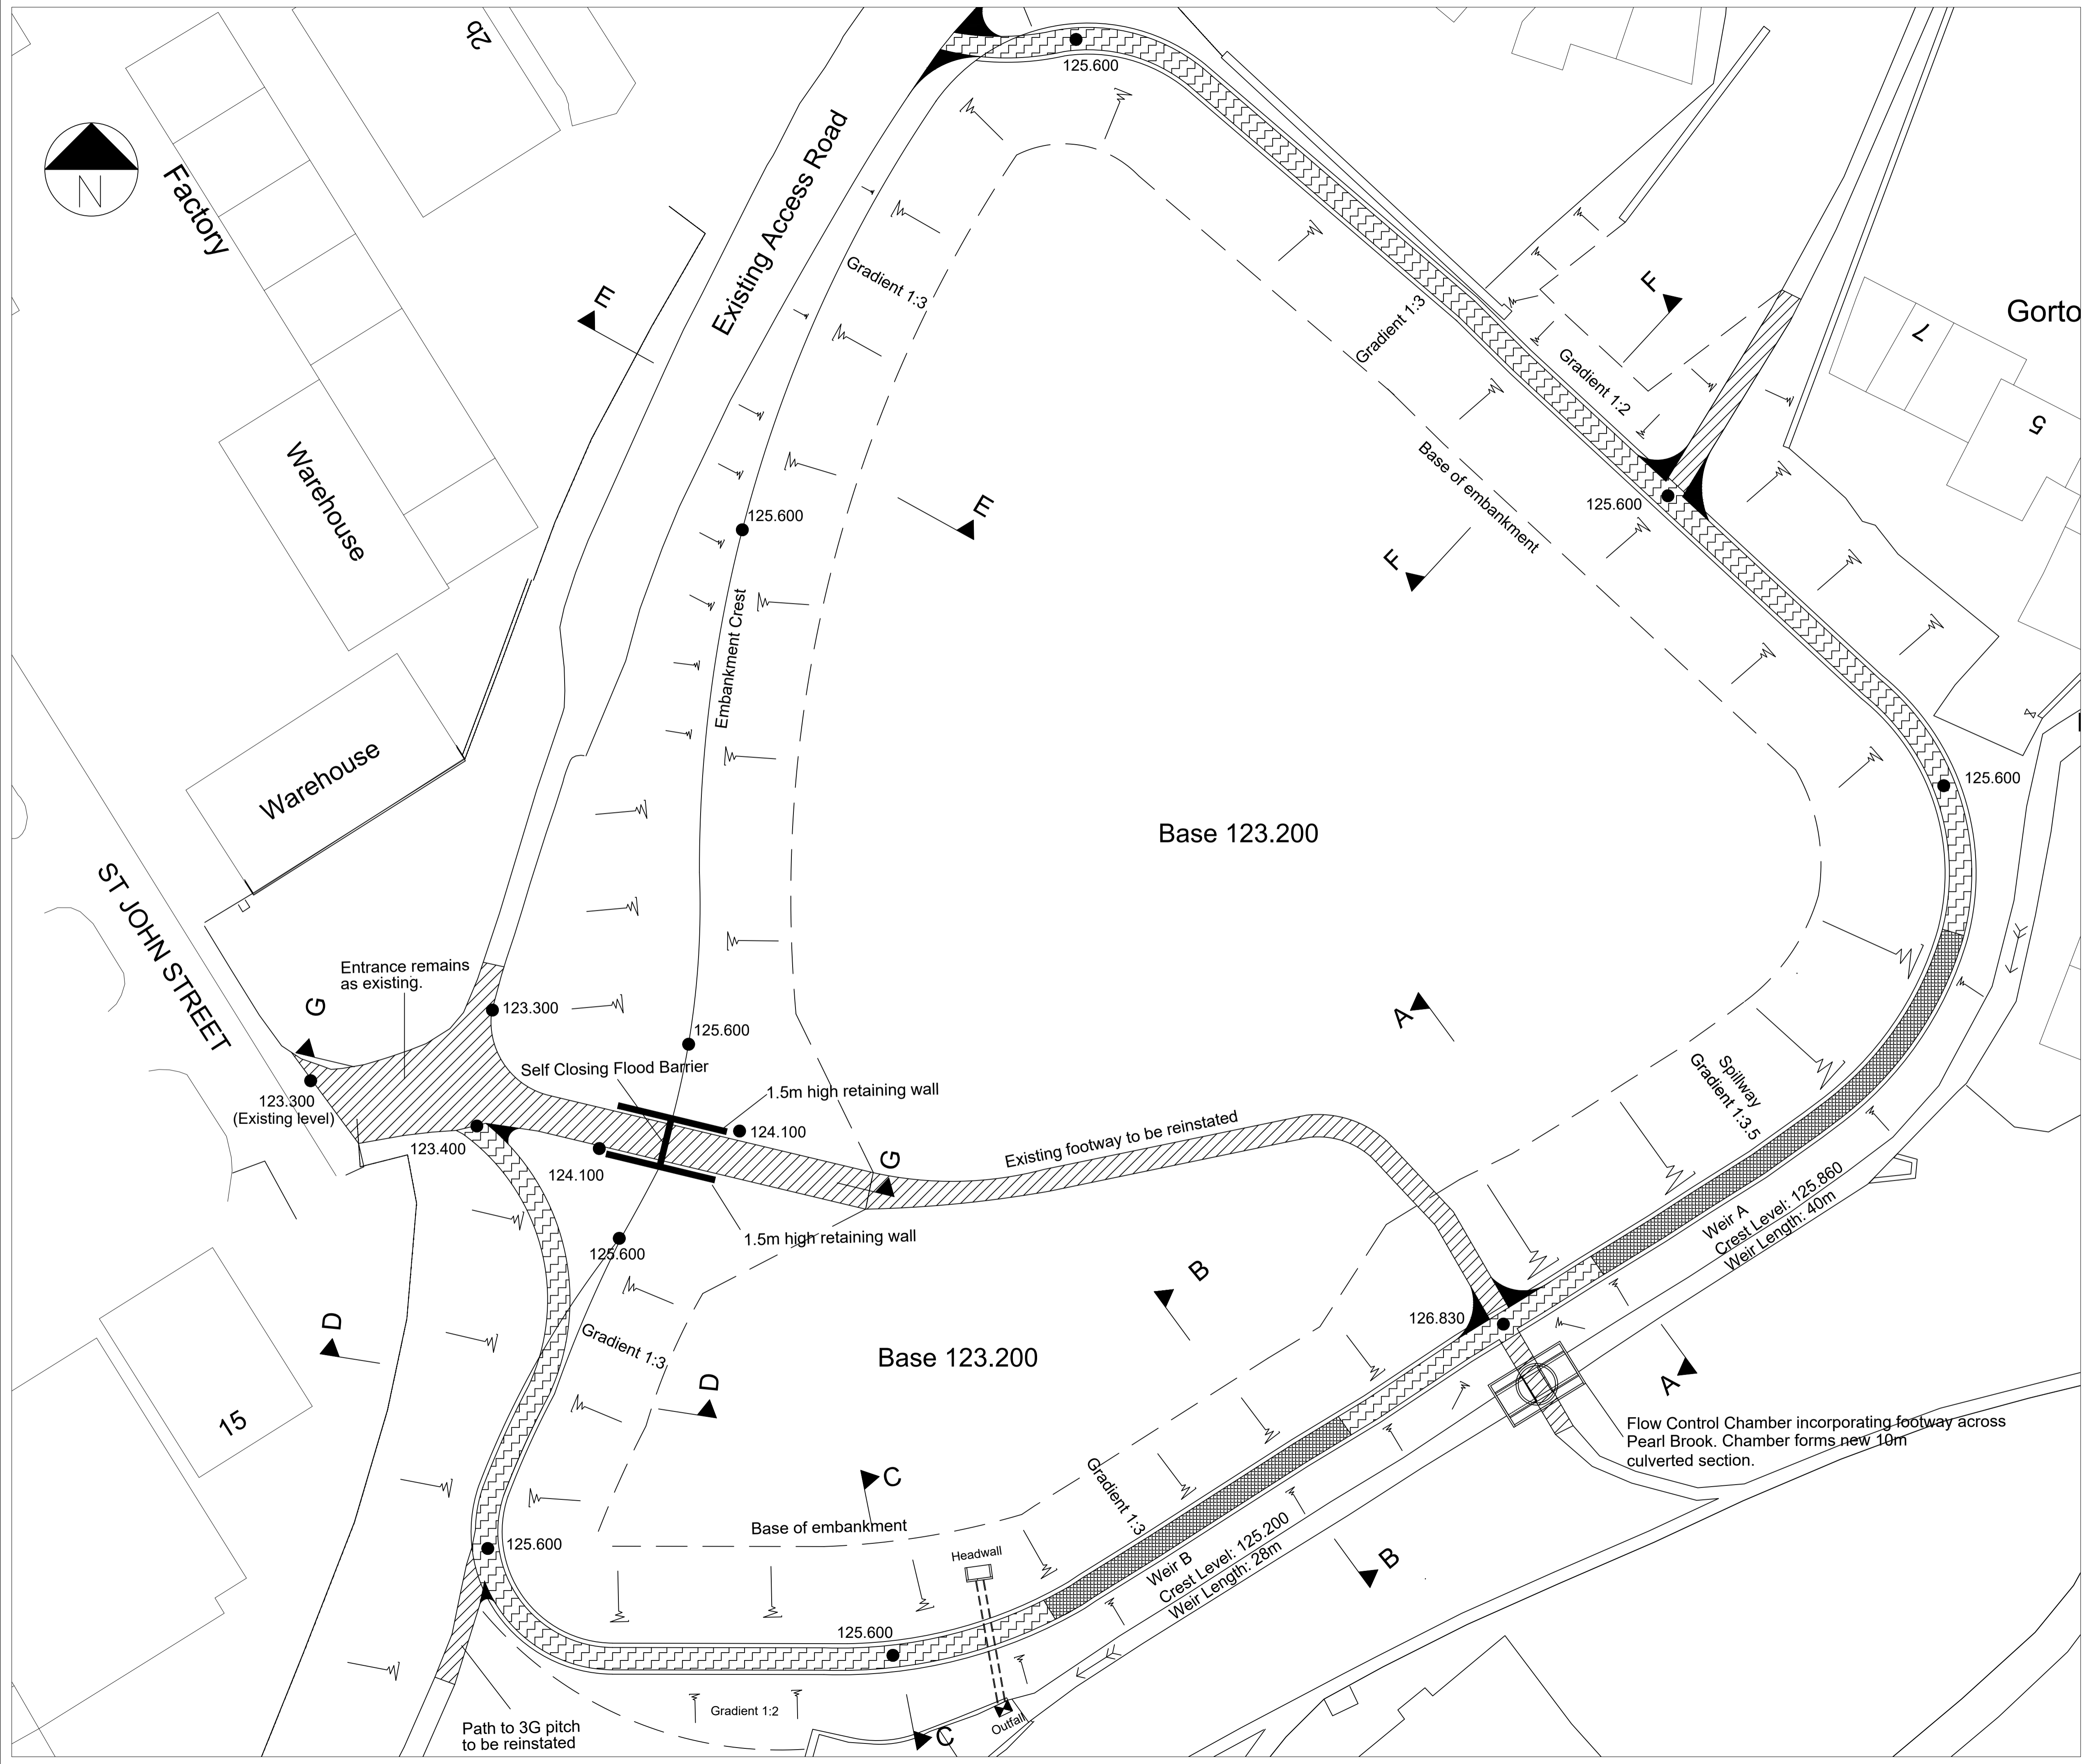 2b
125.600
N
Factory
Existing Access Road
Gradient 1:3
E
F
Gradient 1:3
Gorto
7
5
Gradient 1:2
Warehouse
Base of embankment
E
125.600
125.600
F
Embankment Crest
Warehouse
125.600
Base 123.200
ST JOHN STREET
Entrance remains
as existing.
G
123.300
A
125.600
Self Closing Flood Barrier
Spillway
Gradient 1:3.5
1.5m high retaining wall
123.300
(Existing level)
124.100
Existing footway to be reinstated
123.400
124.100
G
1.5m high retaining wall
Weir A
Crest Level: 125.860
Weir Length: 40m
125.600
B
126.830
D
Gradient 1:3
Base 123.200
D
A
15
Flow Control Chamber incorporating footway across
Pearl Brook. Chamber forms new 10m
culverted section.
C
Gradient 1:3
Base of embankment
125.600
Headwall
Weir B
Crest Level: 125.200
Weir Length: 28m
B
125.600
Gradient 1:2
Outfall
C
Path to 3G pitch
to be reinstated